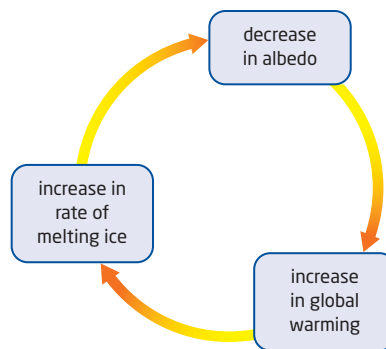 decrease
in albedo
increase in
rate of
melting ice
increase
in global
warming